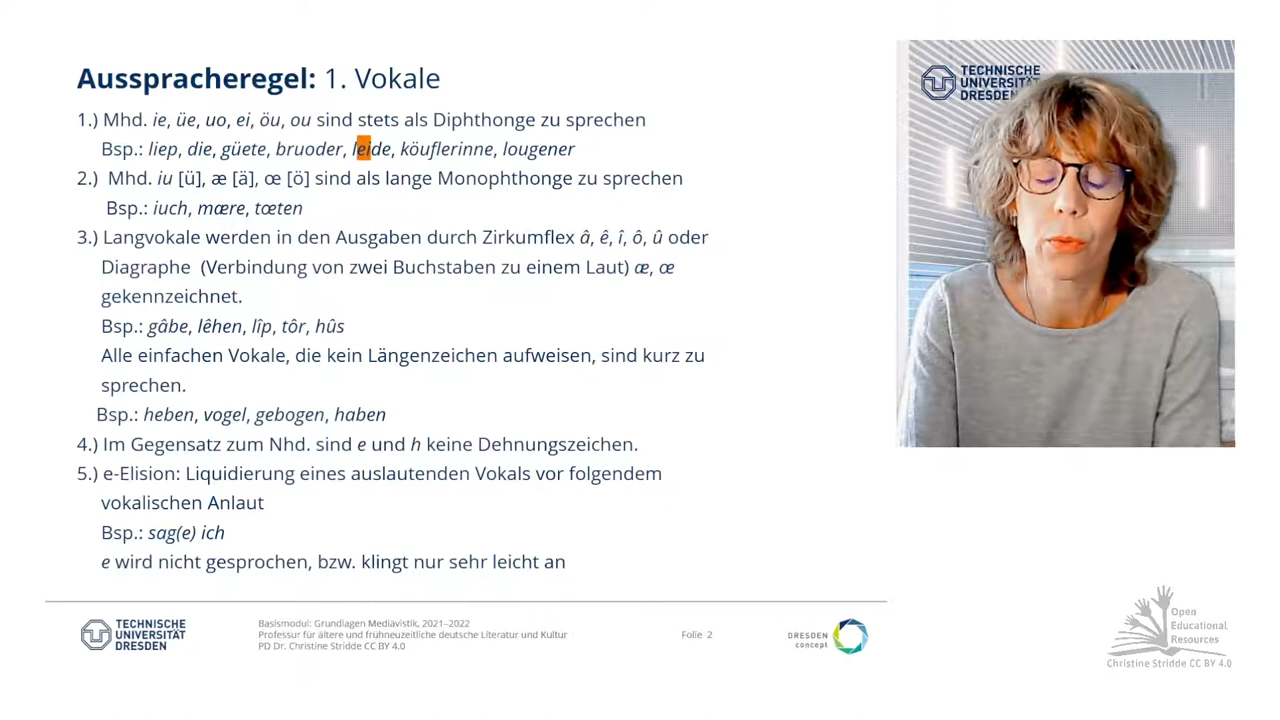 Ausspracheregel: 1. Vokale
1.) Mhd. ie, üe, uo, ei, öu, ou sind stets als Diphthonge zu sprechen
Bsp.: liep, die, güete, bruoder, leide, köuflerinne, lougener
2.) Mhd. iu [ü], æ [ä], œ [ö] sind als lange Monophthonge zu sprechen
Bsp.: iuch, mære, tœten
3.) Langvokale werden in den Ausgaben durch Zirkumflex â, ê, î, ô, û oder
Diagraphe (Verbindung von zwei Buchstaben zu einem Laut) æ, œ
gekennzeichnet.
Bsp.: gâbe, lêhen, lîp, tôr, hûs
Alle einfachen Vokale, die kein Längenzeichen aufweisen, sind kurz zu
sprechen.
Bsp.: heben, vogel, gebogen, haben
4.) Im Gegensatz zum Nhd. sind e und h keine Dehnungszeichen.
5.) e-Elision: Liquidierung eines auslautenden Vokals vor folgendem
vokalischen Anlaut
Bsp.: sag(e) ich
e wird nicht gesprochen, bzw. klingt nur sehr leicht an
TECHNISCHE
UNIVERSITÄT
DRESDEN
Basismodul: Grundlagen Mediävistik, 2021–2022
Professur für ältere und frühneuzeitliche deutsche Literatur und Kultur
PD Dr. Christine Stridde CC BY 4.0
Folie 2
DRESDEN
concept
TECHNISCHE
UNIVERSITÄT
DRESDEN
Open
Educational
Resources
Christine Stridde CC BY 4.0